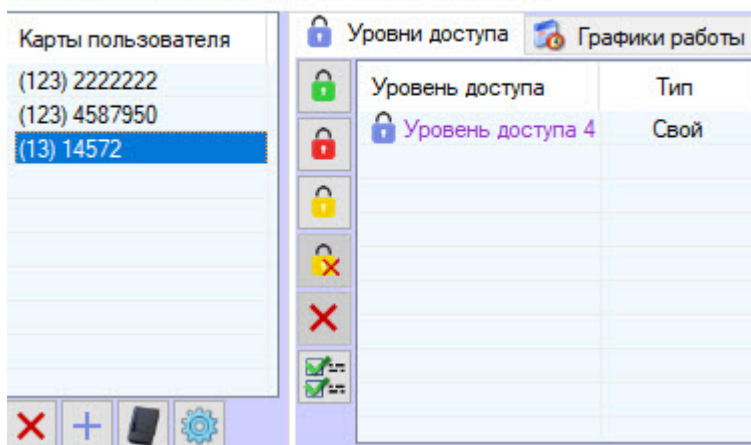 Карты пользователя
(123) 2222222
(123) 4587950
(13) 14572
Уровни доступа
Графики работы
Уровень доступа
Тип
Уровень доступа 4
Свой